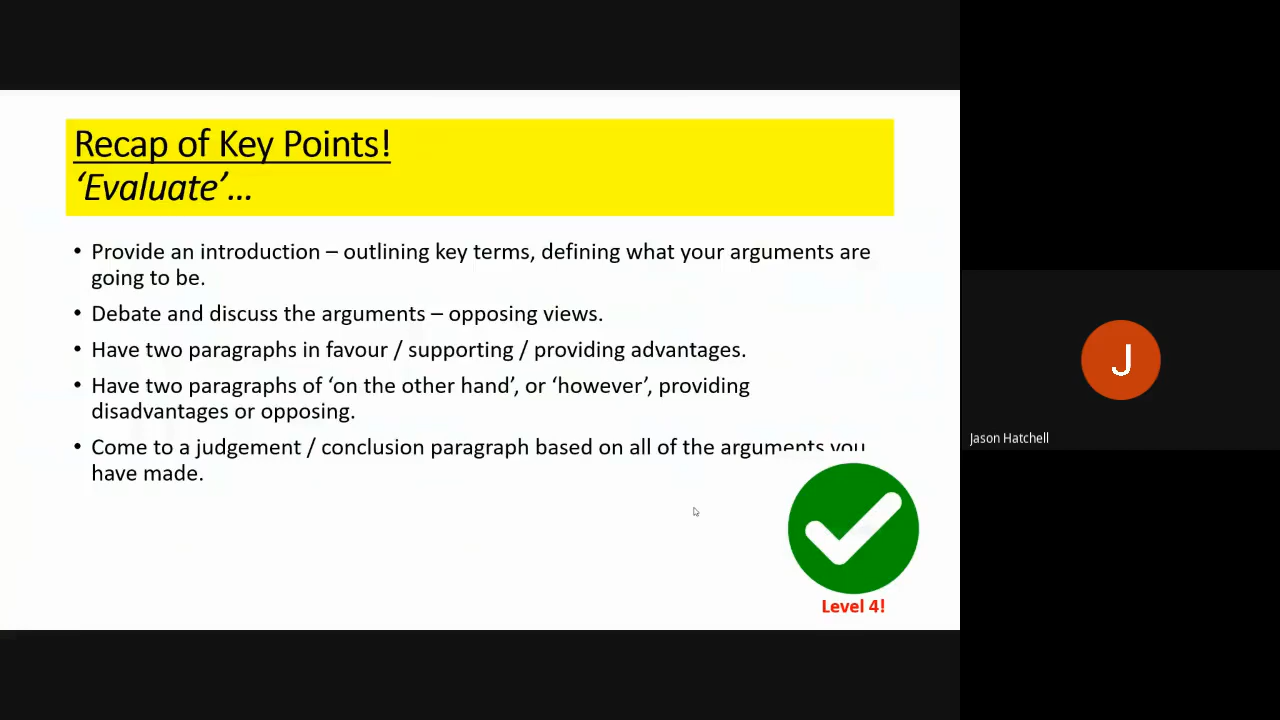 Recap of Key Points!
‘Evaluate’...
• Provide an introduction – outlining key terms, defining what your arguments are
going to be.
• Debate and discuss the arguments – opposing views.
• Have two paragraphs in favour / supporting / providing advantages.
• Have two paragraphs of ‘on the other hand’, or ‘however’, providing
disadvantages or opposing.
• Come to a judgement / conclusion paragraph based on all of the arguments you
have made.
Level 4!
J
Jason Hatchell